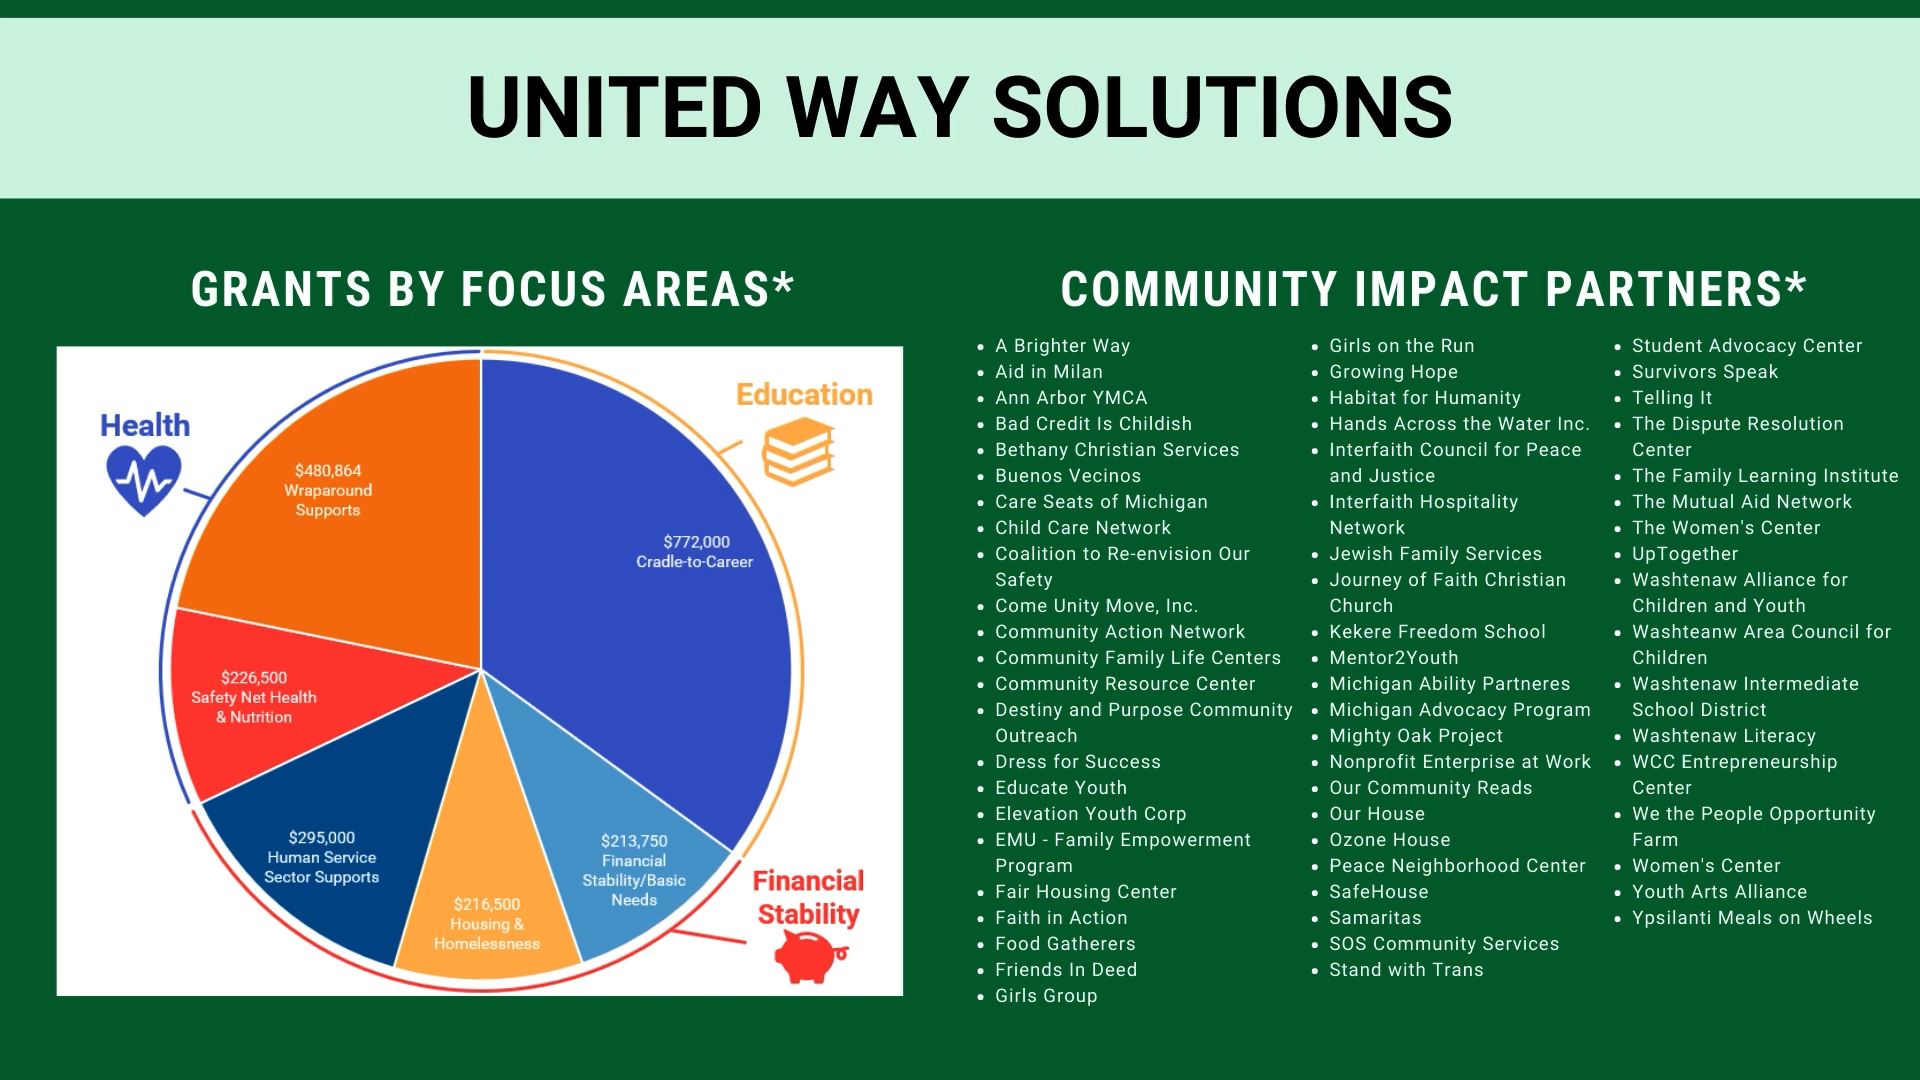 UNITED WAY SOLUTIONS
GRANTS BY FOCUS AREAS*
Health
Education
$480,864
Wraparound
Supports
$772,000
Cradle-to-Career
$226,500
Safety Net Health
& Nutrition
$295,000
Human Service
Sector Supports
$216,500
Housing &
Homelessness
$213,750
Financial
Stability/Basic
Needs
Financial
Stability
COMMUNITY IMPACT PARTNERS*
• A Brighter Way
• Aid in Milan
• Ann Arbor YMCA
• Bad Credit Is Childish
• Bethany Christian Services
• Buenos Vecinos
• Care Seats of Michigan
• Child Care Network
• Coalition to Re-envision Our
Safety
• Come Unity Move, Inc.
• Community Action Network
• Community Family Life Centers
• Community Resource Center
• Destiny and Purpose Community
Outreach
• Dress for Success
• Educate Youth
• Elevation Youth Corp
• EMU - Family Empowerment
Program
• Fair Housing Center
• Faith in Action
• Food Gatherers
• Friends In Deed
• Girls Group
• Girls on the Run
• Growing Hope
• Habitat for Humanity
• Hands Across the Water Inc.
• Interfaith Council for Peace
and Justice
• Interfaith Hospitality
Network
• Jewish Family Services
• Journey of Faith Christian
Church
• Kekere Freedom School
• Mentor2Youth
• Michigan Ability Partneres
• Michigan Advocacy Program
• Mighty Oak Project
• Nonprofit Enterprise at Work
• Our Community Reads
• Our House
• Ozone House
• Peace Neighborhood Center
• SafeHouse
• Samaritas
• SOS Community Services
• Stand with Trans
• Student Advocacy Center
• Survivors Speak
• Telling It
• The Dispute Resolution
Center
• The Family Learning Institute
• The Mutual Aid Network
• The Women's Center
• UpTogether
• Washtenaw Alliance for
Children and Youth
• Washteanw Area Council for
Children
• Washtenaw Intermediate
School District
• Washtenaw Literacy
• WCC Entrepreneurship
Center
• We the People Opportunity
Farm
• Women's Center
• Youth Arts Alliance
• Ypsilanti Meals on Wheels